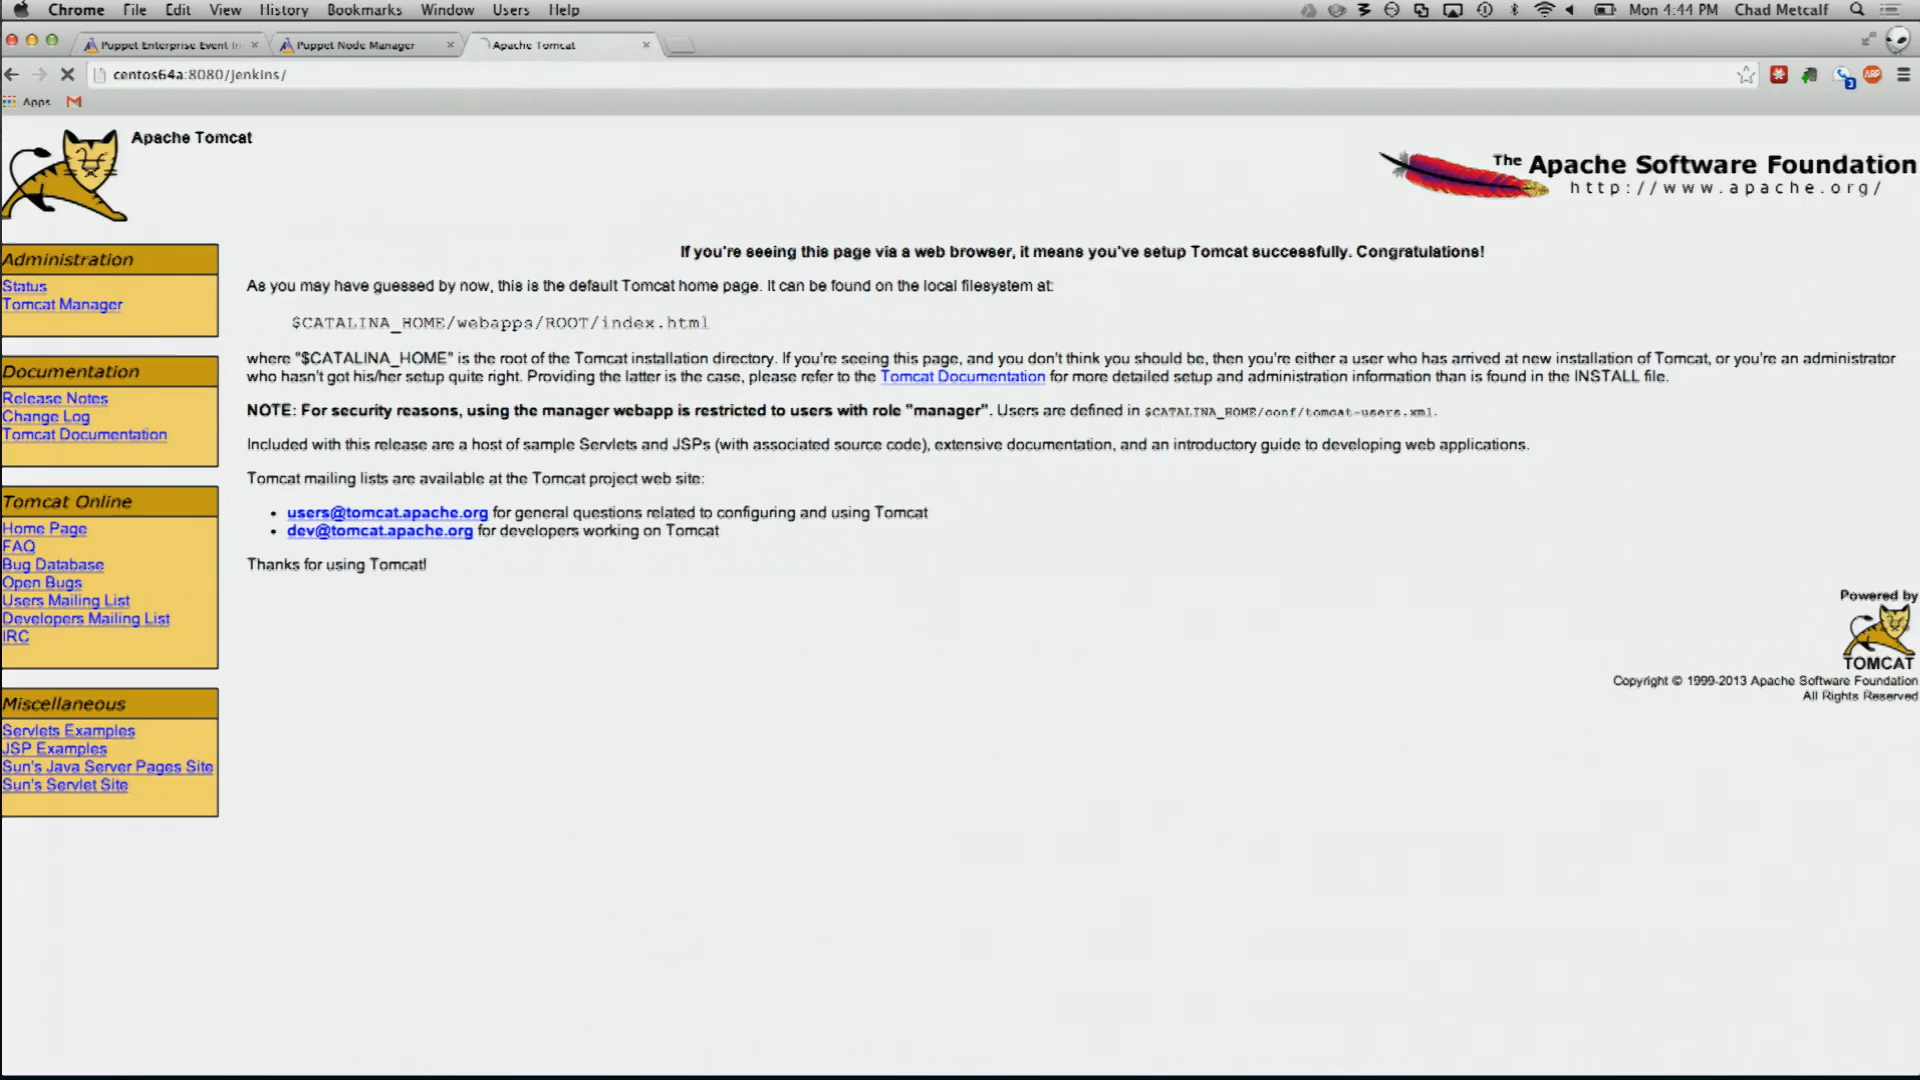 Chrome File Edit View History Bookmarks Window Users Help Mon 4:44 PM Chad Metcalf
Puppet Enterprise Event In Puppet Node Manager Apache Tomcat
centos64a:8080/jenkins/
Apps
Apache Tomcat
The Apache Software Foundation
http://www.apache.org/
Administration
Status
Tomcat Manager
Documentation
Release Notes
Change Log
Tomcat Documentation
Tomcat Online
Home Page
FAQ
Bug Database
Open Bugs
Users Mailing List
Developers Mailing List
IRC
Miscellaneous
Servlets Examples
JSP Examples
Sun's Java Server Pages Site
Sun's Servlet Site
If you're seeing this page via a web browser, it means you've setup Tomcat successfully. Congratulations!
As you may have guessed by now, this is the default Tomcat home page. It can be found on the local filesystem at:
$CATALINA_HOME/webapps/ROOT/index.html
where "$CATALINA_HOME" is the root of the Tomcat installation directory. If you're seeing this page, and you don't think you should be, then you're either a user who has arrived at new installation of Tomcat, or you're an administrator
who hasn't got his/her setup quite right. Providing the latter is the case, please refer to the Tomcat Documentation for more detailed setup and administration information than is found in the INSTALL file.
NOTE: For security reasons, using the manager webapp is restricted to users with role "manager". Users are defined in $CATALINA_HOME/conf/tomcat-users.xml.
Included with this release are a host of sample Servlets and JSPs (with associated source code), extensive documentation, and an introductory guide to developing web applications.
Tomcat mailing lists are available at the Tomcat project web site:
• users@tomcat.apache.org for general questions related to configuring and using Tomcat
• dev@tomcat.apache.org for developers working on Tomcat
Thanks for using Tomcat!
Powered by
TOMCAT
Copyright © 1999-2013 Apache Software Foundation
All Rights Reserved